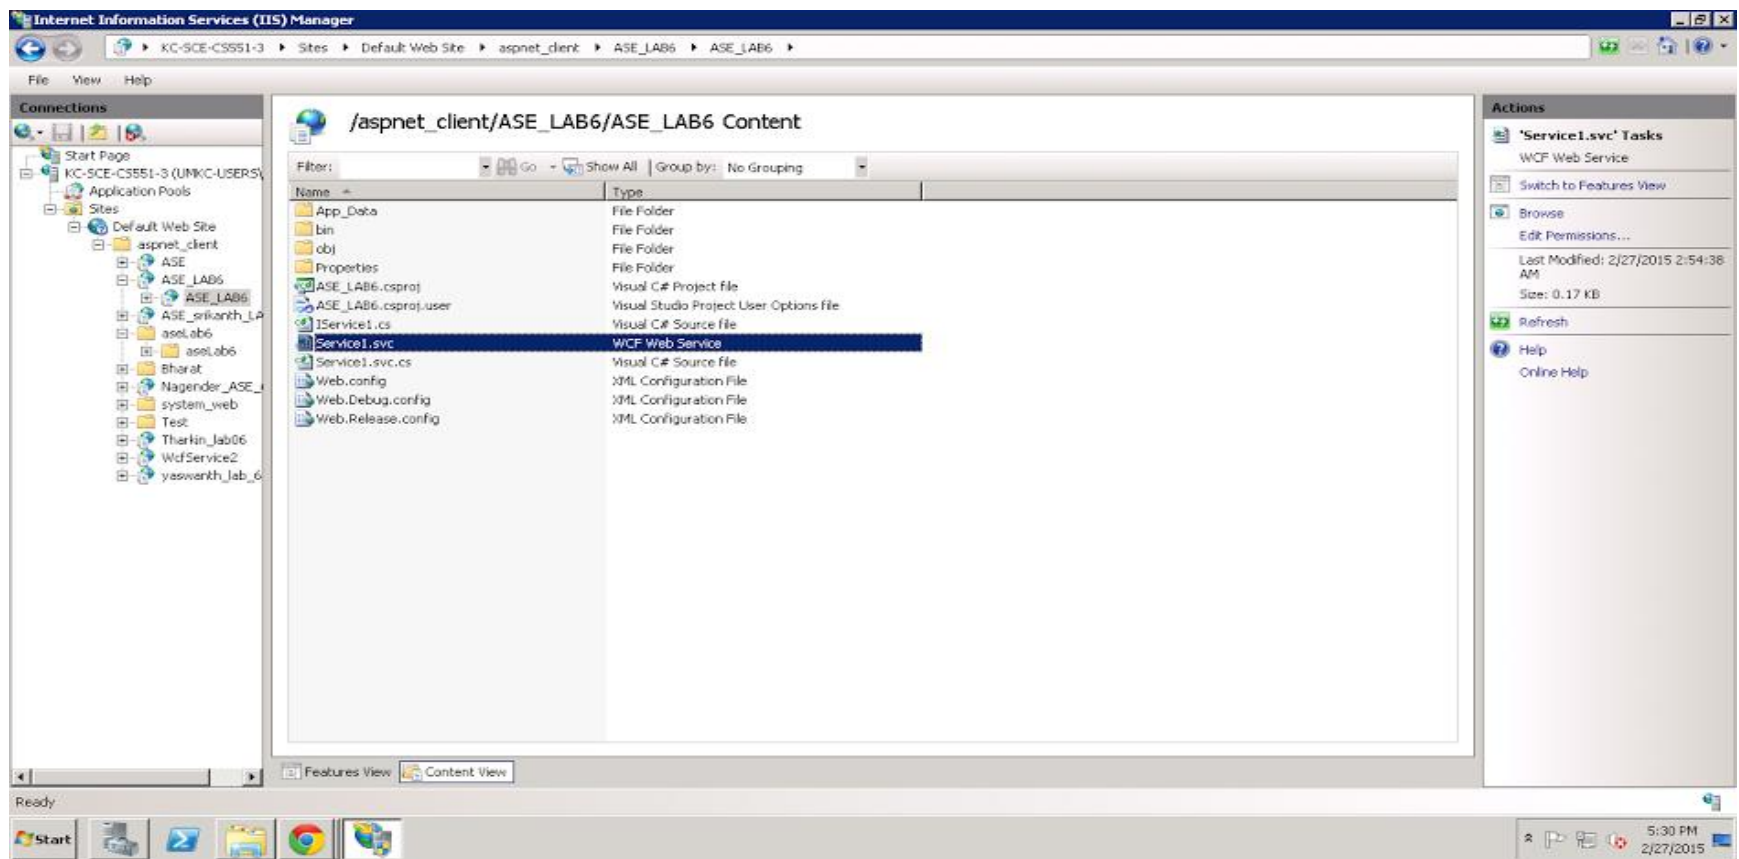 Internet Information Services (IIS) Manager
KC-SCE-CS551-3 Sites Default Web Site aspnet_client ASE_LAB6 ASE_LAB6
File View Help
Connections
Start Page
KC-SCE-CS551-3 (UMKC-USERS\
Application Pools
Sites
Default Web Site
aspnet_client
ASE
ASE_LAB6
ASE_LAB6
ASE_srikanth_LA
aseLab6
aseLab6
Bharat
Nagender_ASE_
system_web
Test
Tharkin_lab06
WcfService2
yaswanth_lab_6
/aspnet_client/ASE_LAB6/ASE_LAB6 Content
Filter: Go Show All Group by: No Grouping
Name Type
App_Data File Folder
bin File Folder
obj File Folder
Properties File Folder
ASE_LAB6.csproj Visual C# Project file
ASE_LAB6.csproj.user Visual Studio Project User Options file
IService1.cs Visual C# Source file
Service1.svc WCF Web Service
Service1.svc.cs Visual C# Source file
Web.config XML Configuration File
Web.Debug.config XML Configuration File
Web.Release.config XML Configuration File
Features View Content View
Actions
'Service1.svc' Tasks
WCF Web Service
Switch to Features View
Browse
Edit Permissions...
Last Modified: 2/27/2015 2:54:38
AM
Size: 0.17 KB
Refresh
Help
Online Help
Ready
Start
5:30 PM
2/27/2015